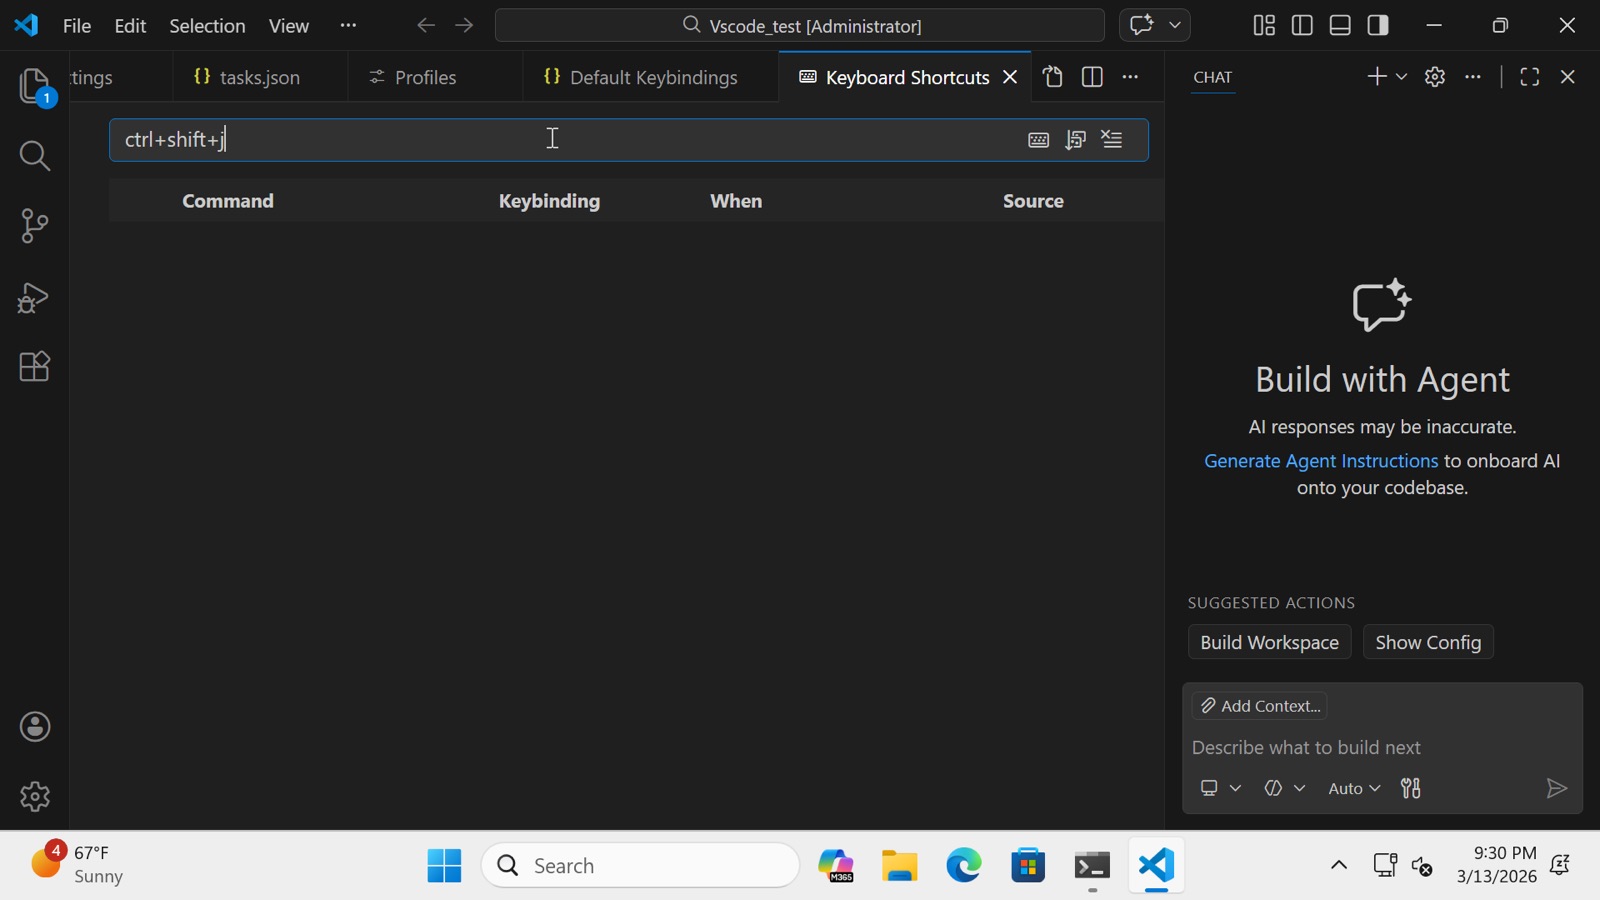 File Edit Selection View ···
Vscode_test [Administrator]
1
tings
{} tasks.json
Profiles
{} Default Keybindings
Keyboard Shortcuts
CHAT
ctrl+shift+j
Command Keybinding When Source
Build with Agent
AI responses may be inaccurate.
Generate Agent Instructions to onboard AI
onto your codebase.
SUGGESTED ACTIONS
Build Workspace
Show Config
Add Context...
Describe what to build next
Auto
4
67°F
Sunny
Search
M365
9:30 PM
3/13/2026